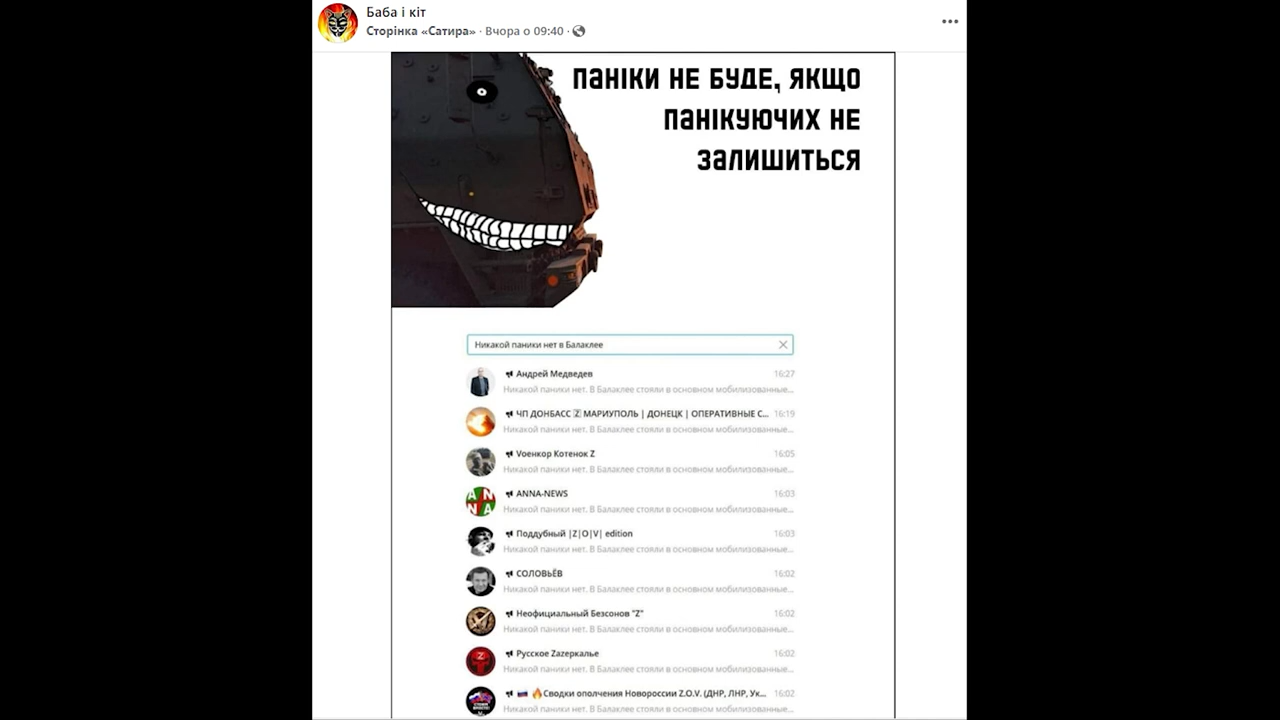 Баба і кіт
Сторінка «Сатира» · Вчора о 09:40 ·
ПАНІКИ НЕ БУДЕ, ЯКЩО
ПАНІКУЮЧИХ НЕ
ЗАЛИШИТЬСЯ
Никакой паники нет в Балаклее
Андрей Медведев 16:27
Никакой паники нет. В Балаклее стояли в основном мобилизованные...
ЧП ДОНБАСС Z МАРИУПОЛЬ | ДОНЕЦК | ОПЕРАТИВНЫЕ С... 16:19
Никакой паники нет. В Балаклее стояли в основном мобилизованные...
Vоенкор Котенок Z 16:05
Никакой паники нет. В Балаклее стояли в основном мобилизованные...
ANNA-NEWS 16:03
Никакой паники нет. В Балаклее стояли в основном мобилизованные...
Поддубный |Z|O|V| edition 16:03
Никакой паники нет. В Балаклее стояли в основном мобилизованные...
СОЛОВЬЁВ 16:02
Никакой паники нет. В Балаклее стояли в основном мобилизованные...
Неофициальный Безсонов "Z" 16:02
Никакой паники нет. В Балаклее стояли в основном мобилизованные...
Русское Zazеркалье 16:02
Никакой паники нет. В Балаклее стояли в основном мобилизованные...
🔥Сводки ополчения Новороссии Z.O.V. (ДНР, ЛНР, Ук... 16:02
Никакой паники нет. В Балаклее стояли в основном мобилизованные...